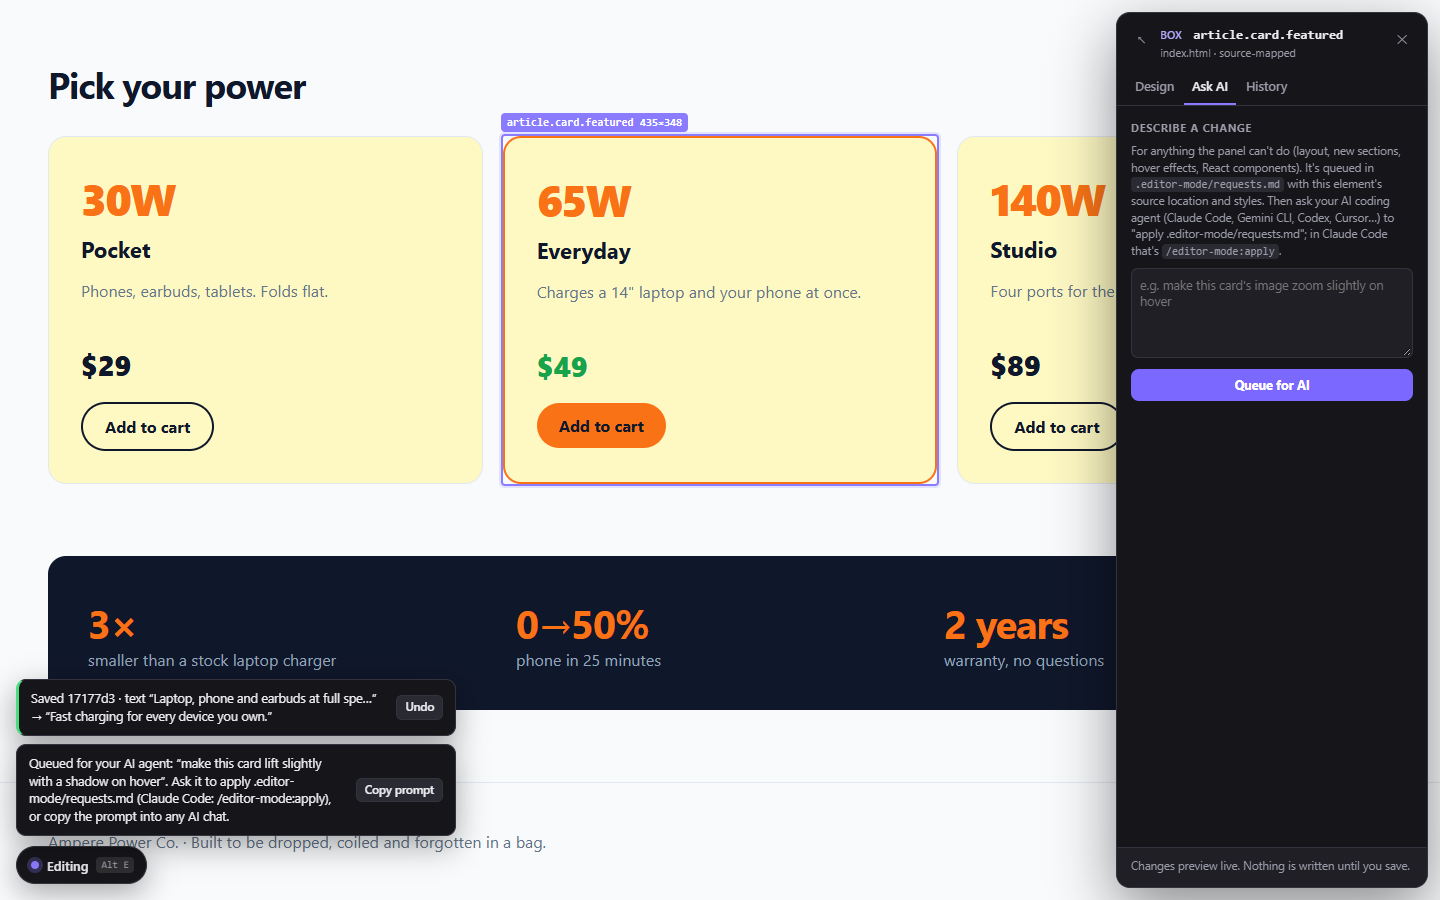 Pick your power
article.card.featured 435×348
30W
Pocket
Phones, earbuds, tablets. Folds flat.
$29
Add to cart
65W
Everyday
Charges a 14" laptop and your phone at once.
$49
Add to cart
140W
Studio
Four ports for the
$89
Add to cart
3×
smaller than a stock laptop charger
0→50%
phone in 25 minutes
2 years
warranty, no questions
Saved 17177d3 · text “Laptop, phone and earbuds at full spe…”
→ “Fast charging for every device you own.”
Undo
Queued for your AI agent: “make this card lift slightly
with a shadow on hover”. Ask it to apply .editor-
mode/requests.md (Claude Code: /editor-mode:apply),
or copy the prompt into any AI chat.
Copy prompt
Ampere Power Co. · Built to be dropped, coiled and forgotten in a bag.
Editing Alt E
BOX article.card.featured
index.html · source-mapped
Design Ask AI History
DESCRIBE A CHANGE
For anything the panel can't do (layout, new sections,
hover effects, React components). It's queued in
.editor-mode/requests.md with this element's
source location and styles. Then ask your AI coding
agent (Claude Code, Gemini CLI, Codex, Cursor...) to
"apply .editor-mode/requests.md"; in Claude Code
that's /editor-mode:apply.
e.g. make this card's image zoom slightly on
hover
Queue for AI
Changes preview live. Nothing is written until you save.